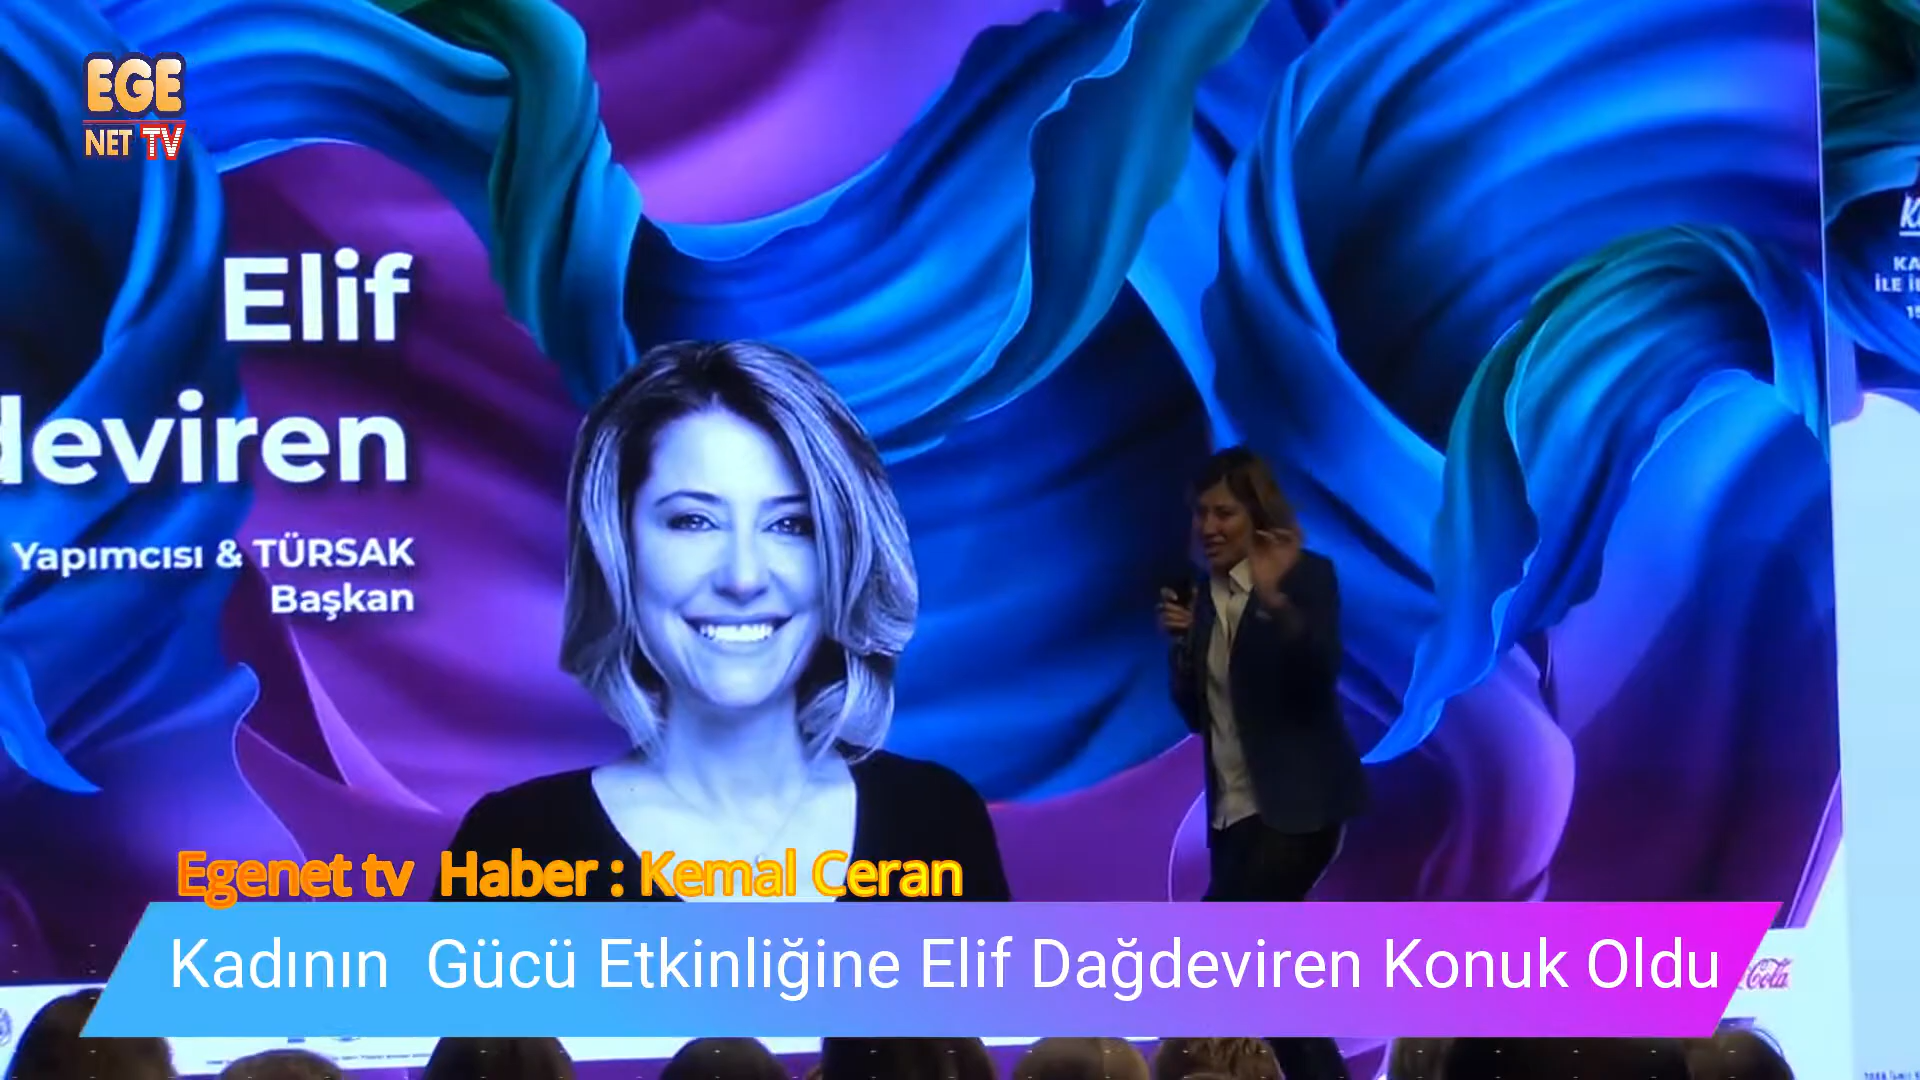 EGE
NET TV
Elif
deviren
Yapımcısı & TÜRSAK
Başkan
Egenet tv Haber : Kemal Ceran
Kadının Gücü Etkinliğine Elif Dağdeviren Konuk Oldu
Cola